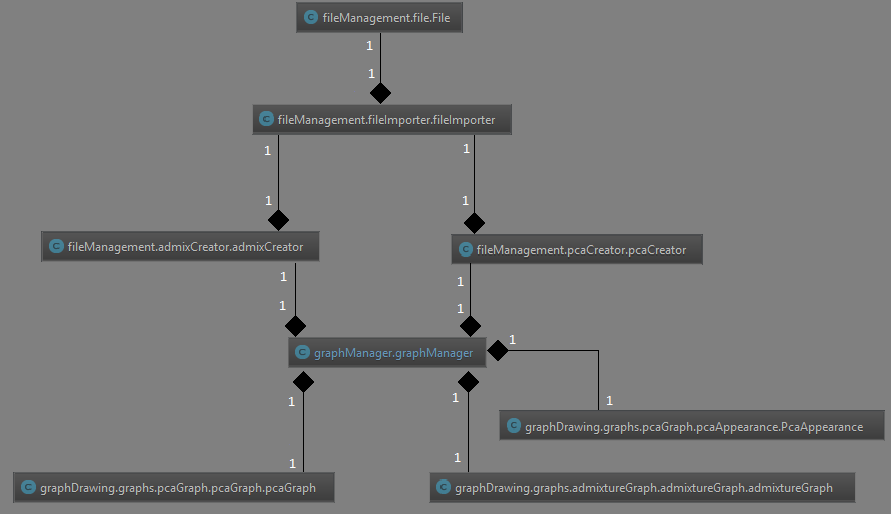 C fileManagement.file.File
1
1
C fileManagement.fileImporter.fileImporter
1 1
1 1
C fileManagement.admixCreator.admixCreator
C fileManagement.pcaCreator.pcaCreator
1 1
1 1
C graphManager.graphManager
1
1 1
1
C graphDrawing.graphs.pcaGraph.pcaAppearance.PcaAppearance
1 1
C graphDrawing.graphs.pcaGraph.pcaGraph.pcaGraph
C graphDrawing.graphs.admixtureGraph.admixtureGraph.admixtureGraph